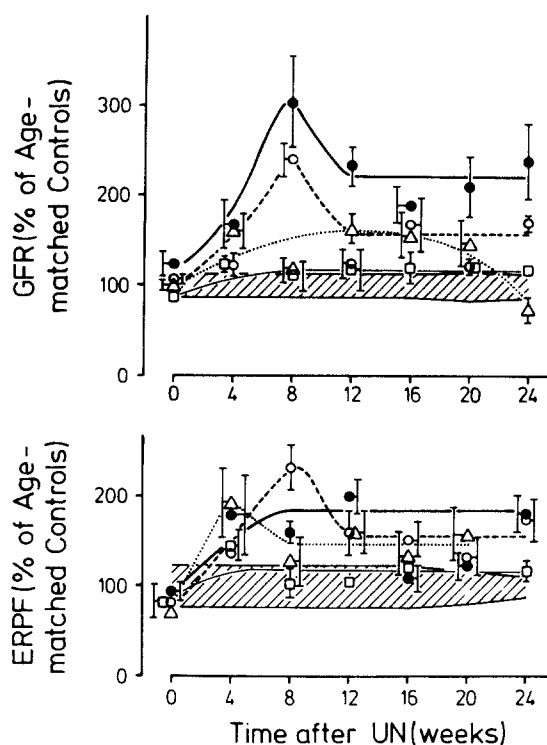 GFR (% of Age-
matched Controls)
300
200
100
0
0 4 8 12 16 20 24
ERPF (% of Age-
matched Controls)
200
100
0
0 4 8 12 16 20 24
Time after UN (weeks)